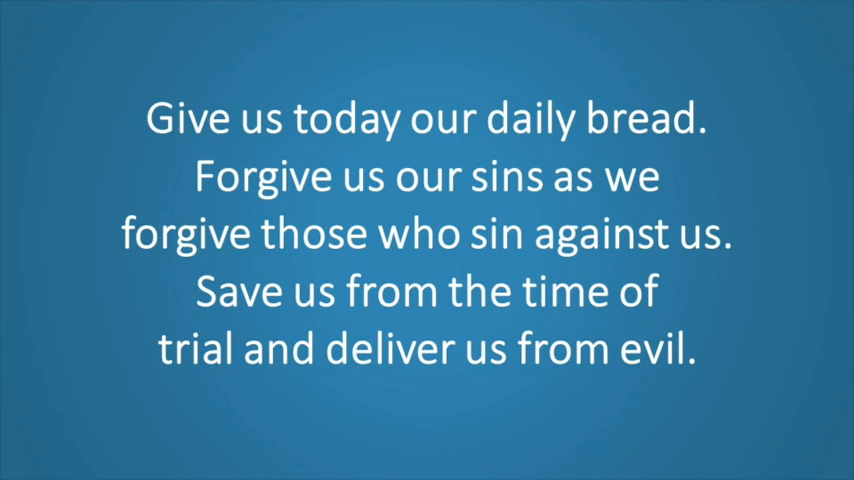 Give us today our daily bread.
Forgive us our sins as we
forgive those who sin against us.
Save us from the time of
trial and deliver us from evil.